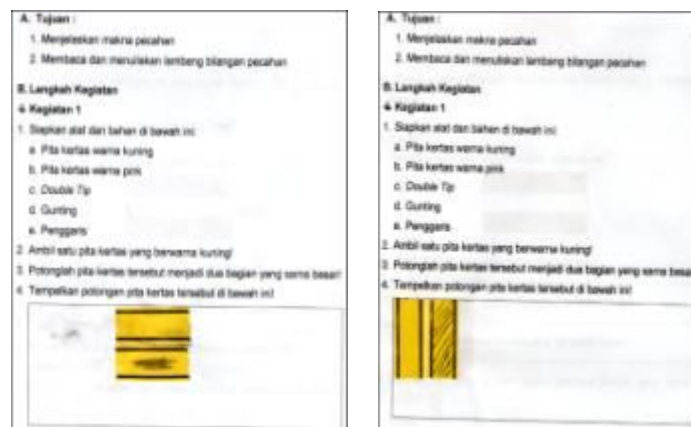 A. Tujuan :
1. Menjelaskan makna pecahan
2. Membaca dan menuliskan lambang bilangan pecahan
B. Langkah Kegiatan
Kegiatan 1
1. Siapkan alat dan bahan di bawah ini:
a. Pita kertas warna kuning
b. Pita kertas warna pink
c. Double Tip
d. Gunting
e. Penggaris
2. Ambil satu pita kertas yang berwarna kuning!
3. Potonglah pita kertas tersebut menjadi dua bagian yang sama besar!
4. Tempelkan potongan pita kertas tersebut di bawah ini!
A. Tujuan :
1. Menjelaskan makna pecahan
2. Membaca dan menuliskan lambang bilangan pecahan
B. Langkah Kegiatan
Kegiatan 1
1. Siapkan alat dan bahan di bawah ini:
a. Pita kertas warna kuning
b. Pita kertas warna pink
c. Double Tip
d. Gunting
e. Penggaris
2. Ambil satu pita kertas yang berwarna kuning!
3. Potonglah pita kertas tersebut menjadi dua bagian yang sama besar
4. Tempelkan potongan pita kertas tersebut di bawah ini!